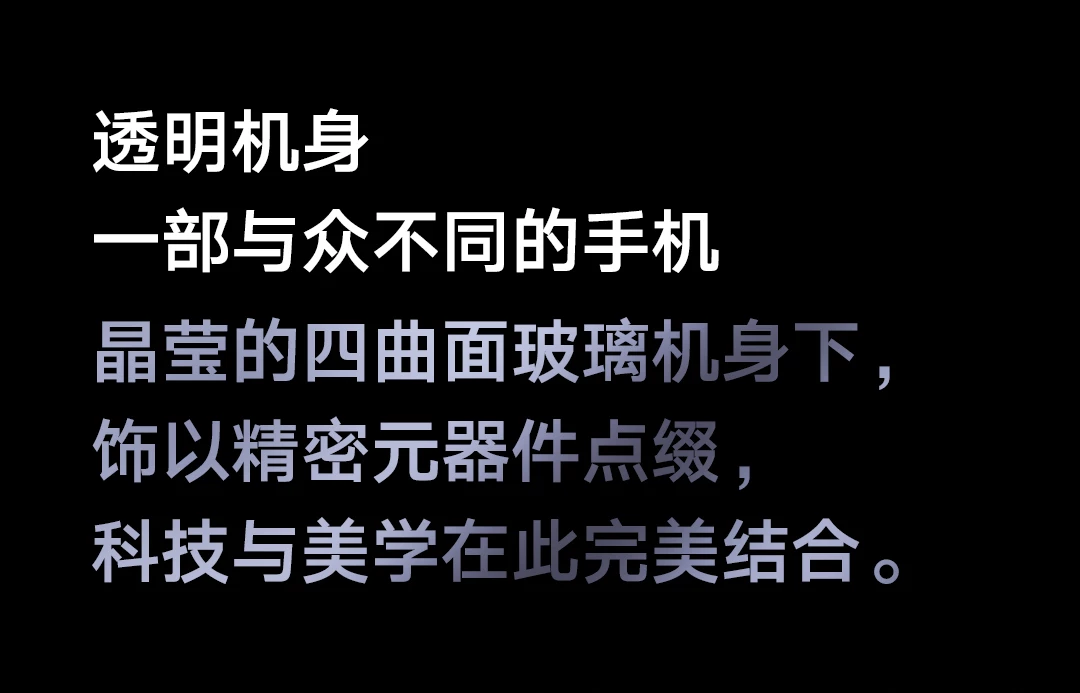 透明机身
一部与众不同的手机
晶莹的四曲面玻璃机身下，
饰以精密元器件点缀，
科技与美学在此完美结合。